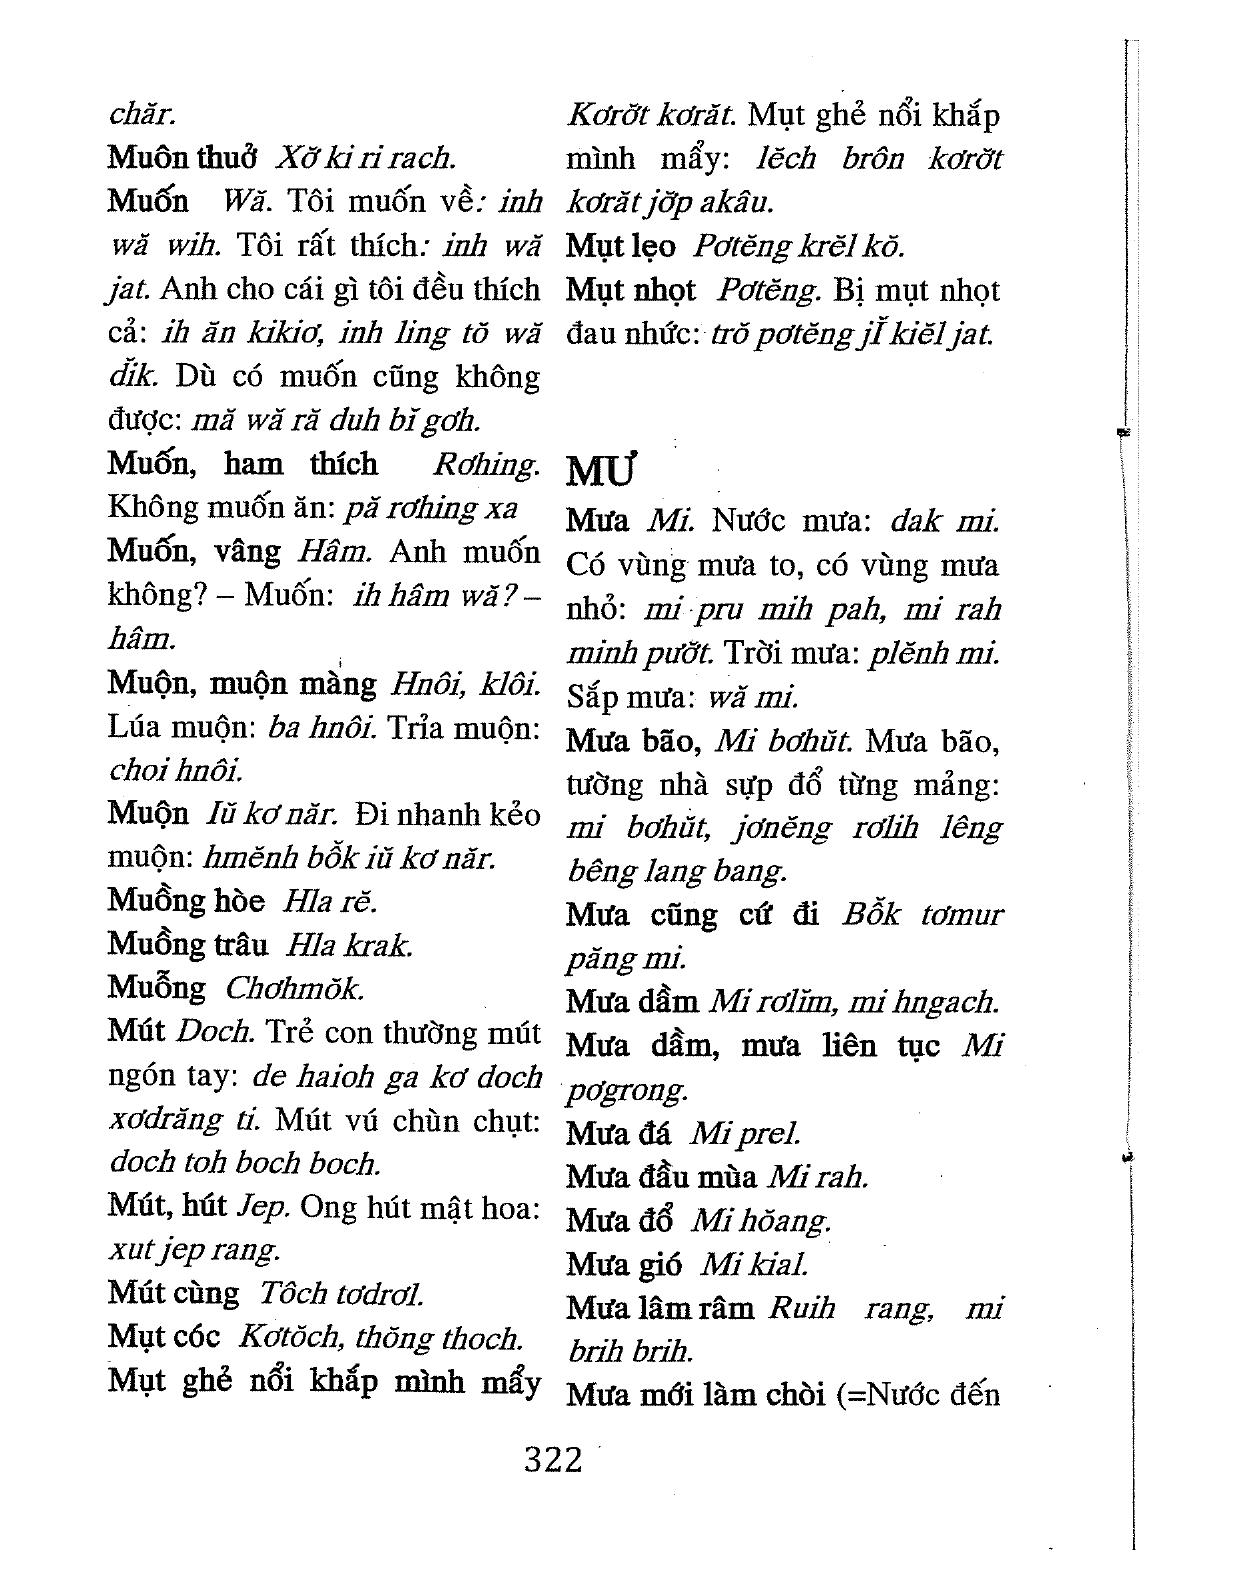 chăr.
Muôn thuở Xơ̆ ki ri rach.
Muốn Wă. Tôi muốn về: inh
wă wih. Tôi rất thích: inh wă
jat. Anh cho cái gì tôi đều thích
cả: ih ăn kikiơ, inh ling tŏ wă
dĭk. Dù có muốn cũng không
được: mă wă ră duh bĭ gơh.
Muốn, ham thích Rơhing.
Không muốn ăn: pă rơhing xa
Muốn, vâng Hâm. Anh muốn
không? – Muốn: ih hâm wă? –
hâm.
Muộn, muộn màng Hnôi, klôi.
Lúa muộn: ba hnôi. Trỉa muộn:
choi hnôi.
Muộn Iŭ kơ năr. Đi nhanh kẻo
muộn: hmĕnh bô̆k iŭ kơ năr.
Muồng hòe Hla rĕ.
Muồng trâu Hla krak.
Muỗng Chơhmŏk.
Mút Doch. Trẻ con thường mút
ngón tay: de haioh ga kơ doch
xơdrăng ti. Mút vú chùn chụt:
doch toh boch boch.
Mút, hút Jep. Ong hút mật hoa:
xut jep rang.
Mút cùng Tôch tơdrơl.
Mụt cóc Kơtŏch, thŏng thoch.
Mụt ghẻ nổi khắp mình mẩy
Kơrơ̆t kơrăt. Mụt ghẻ nổi khắp
mình mẩy: lĕch brôn kơrơ̆t
kơrăt jơ̆p akâu.
Mụt lẹo Pơtĕng krĕl kŏ.
Mụt nhọt Pơtĕng. Bị mụt nhọt
đau nhức: trŏ pơtĕng jĭ kiĕl jat.
MƯ
Mưa Mi. Nước mưa: dak mi.
Có vùng mưa to, có vùng mưa
nhỏ: mi pru mih pah, mi rah
minh pươ̆t. Trời mưa: plĕnh mi.
Sắp mưa: wă mi.
Mưa bão, Mi bơhŭt. Mưa bão,
tường nhà sụp đổ từng mảng:
mi bơhŭt, jơnĕng rơlih lêng
bêng lang bang.
Mưa cũng cứ đi Bô̆k tơmur
păng mi.
Mưa dầm Mi rơlĭm, mi hngach.
Mưa dầm, mưa liên tục Mi
pơgrong.
Mưa đá Mi prel.
Mưa đầu mùa Mi rah.
Mưa đổ Mi hŏang.
Mưa gió Mi kial.
Mưa lâm râm Ruih rang, mi
brih brih.
Mưa mới làm chòi (=Nước đến
322